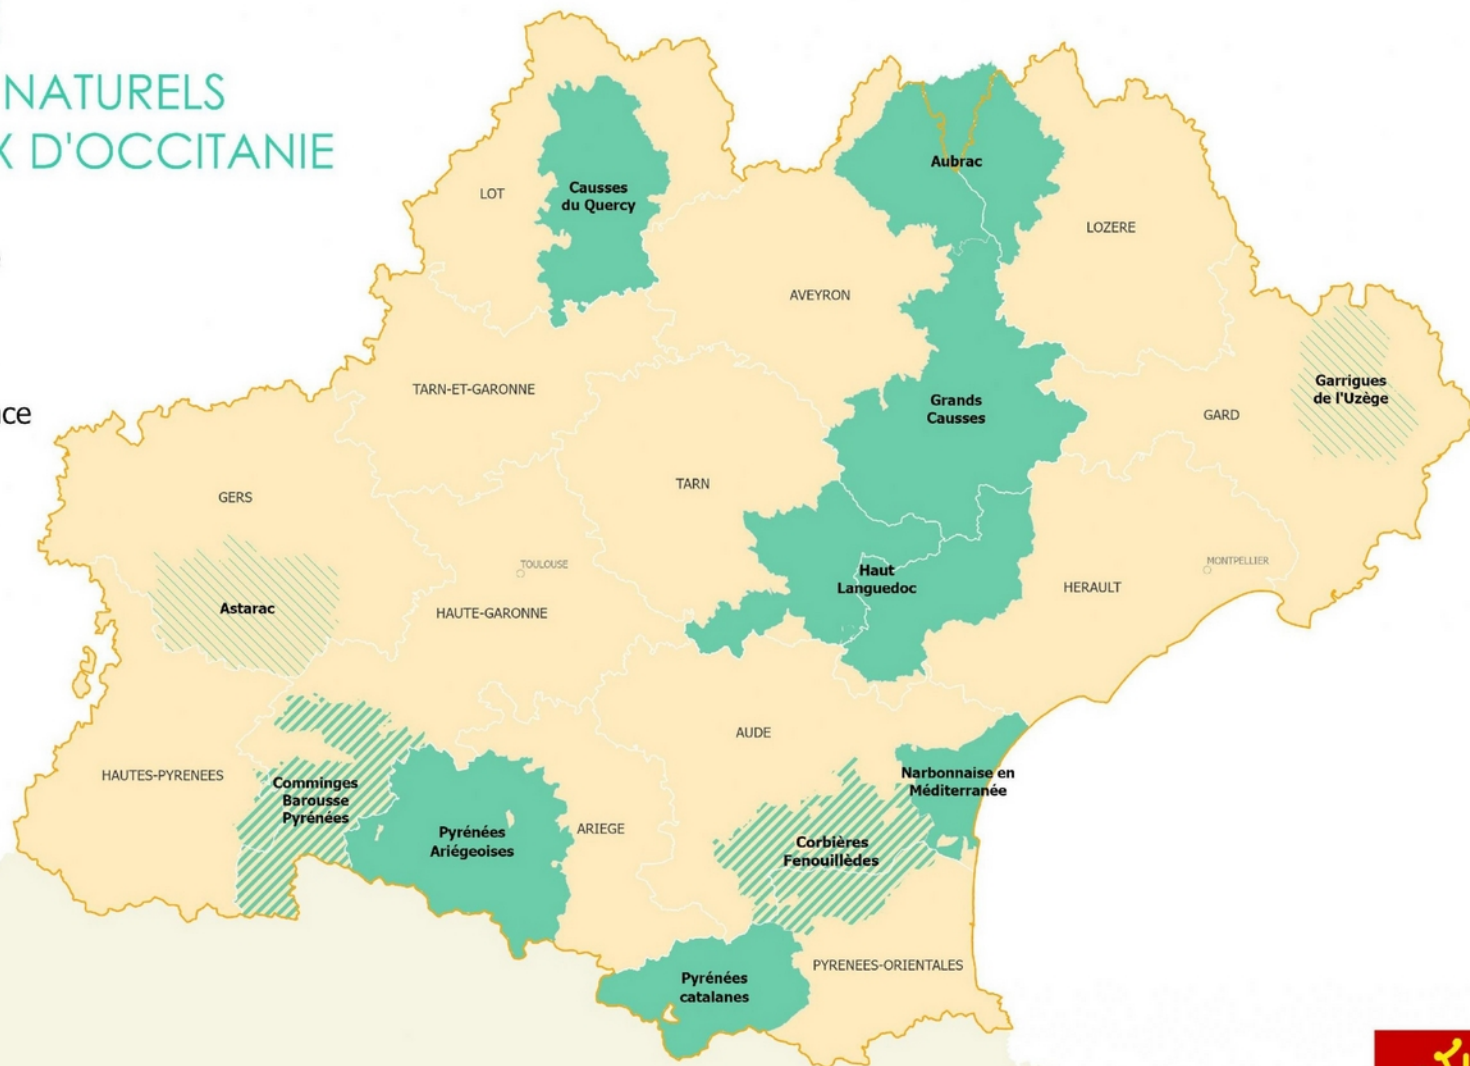 NATURELS
X D'OCCITANIE
Aubrac
LOT
Causses
du Quercy
LOZERE
AVEYRON
TARN-ET-GARONNE
Garrigues
de l'Uzège
Grands
Causses
GARD
TARN
GERS
TOULOUSE
MONTPELLIER
Haut
Languedoc
HERAULT
Astarac
HAUTE-GARONNE
AUDE
HAUTES-PYRENEES
Comminges
Barousse
Pyrénées
Narbonnaise en
Méditerranée
Pyrénées
Ariégeoises
ARIEGE
Corbières
Fenouillèdes
PYRENEES-ORIENTALES
Pyrénées
catalanes